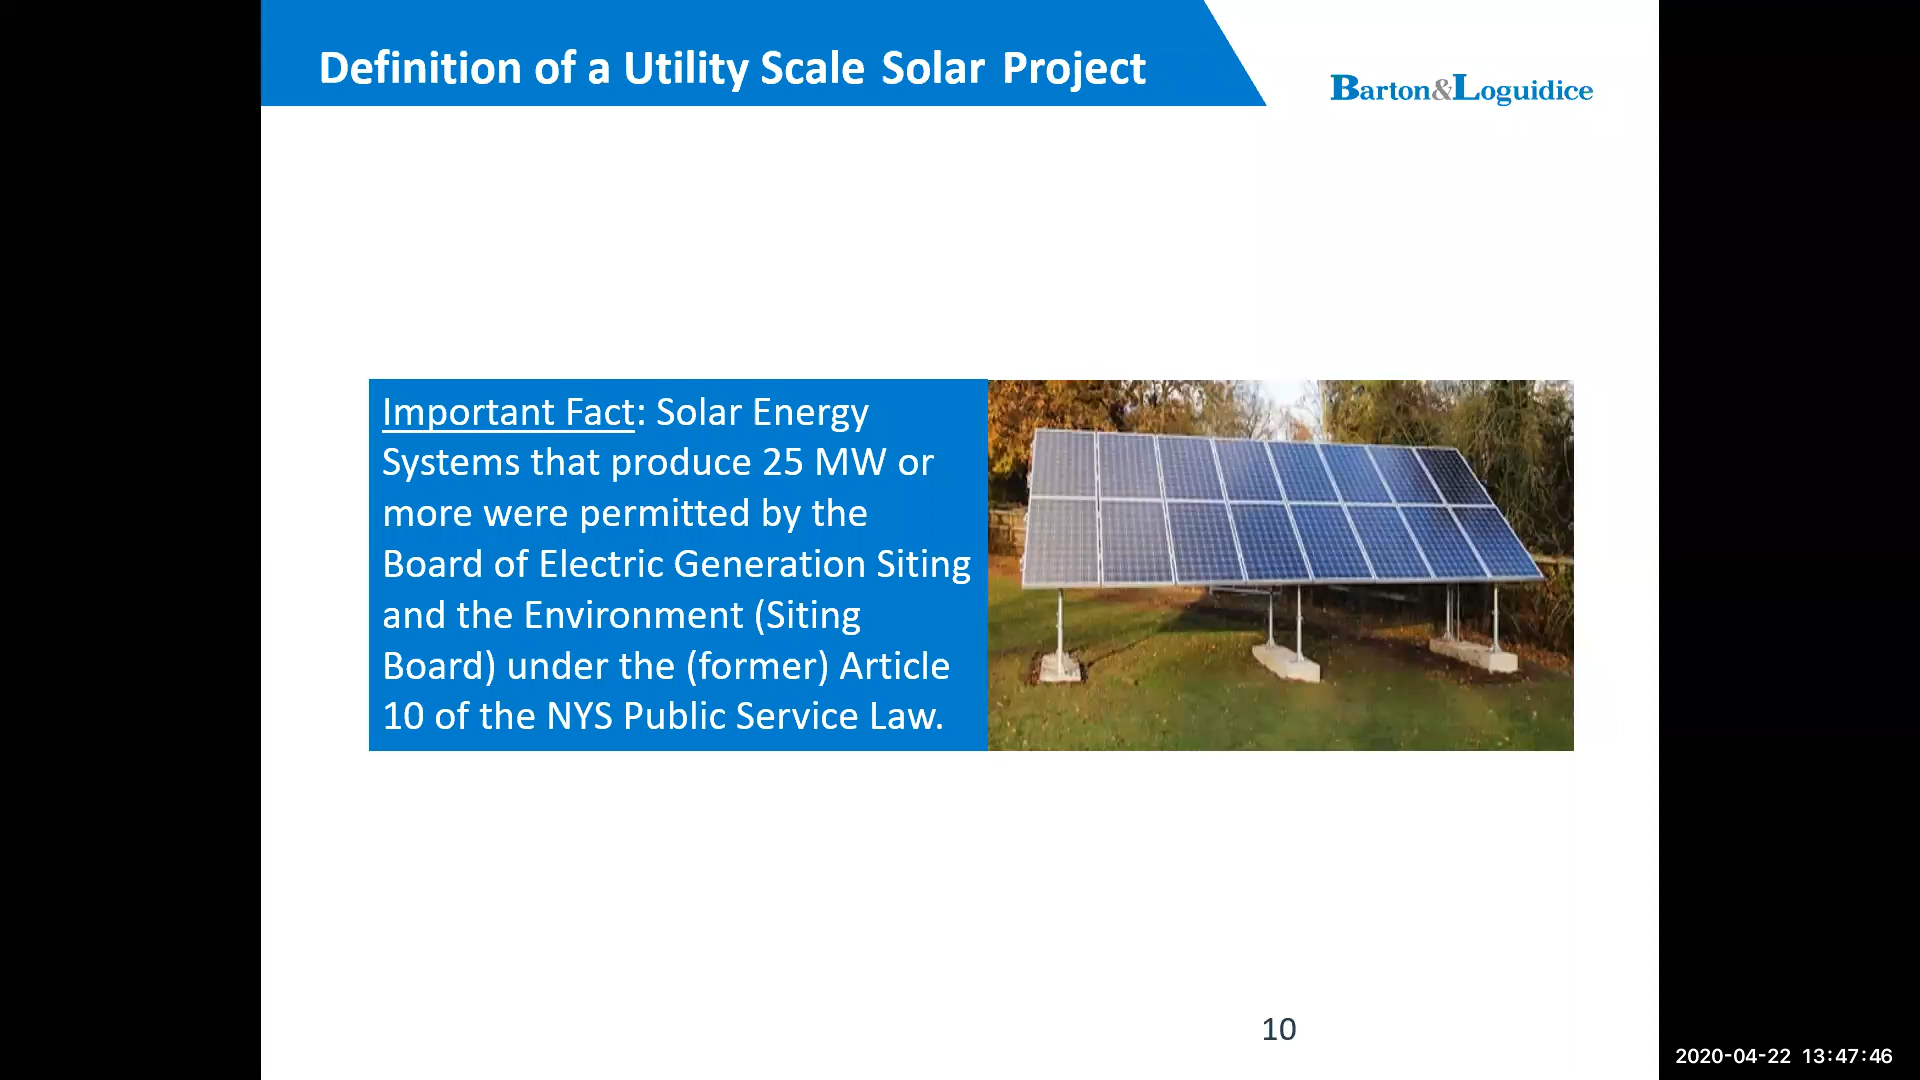 Definition of a Utility Scale Solar Project
Barton&Loguidice
Important Fact: Solar Energy
Systems that produce 25 MW or
more were permitted by the
Board of Electric Generation Siting
and the Environment (Siting
Board) under the (former) Article
10 of the NYS Public Service Law.
10
2020-04-22 13:47:46